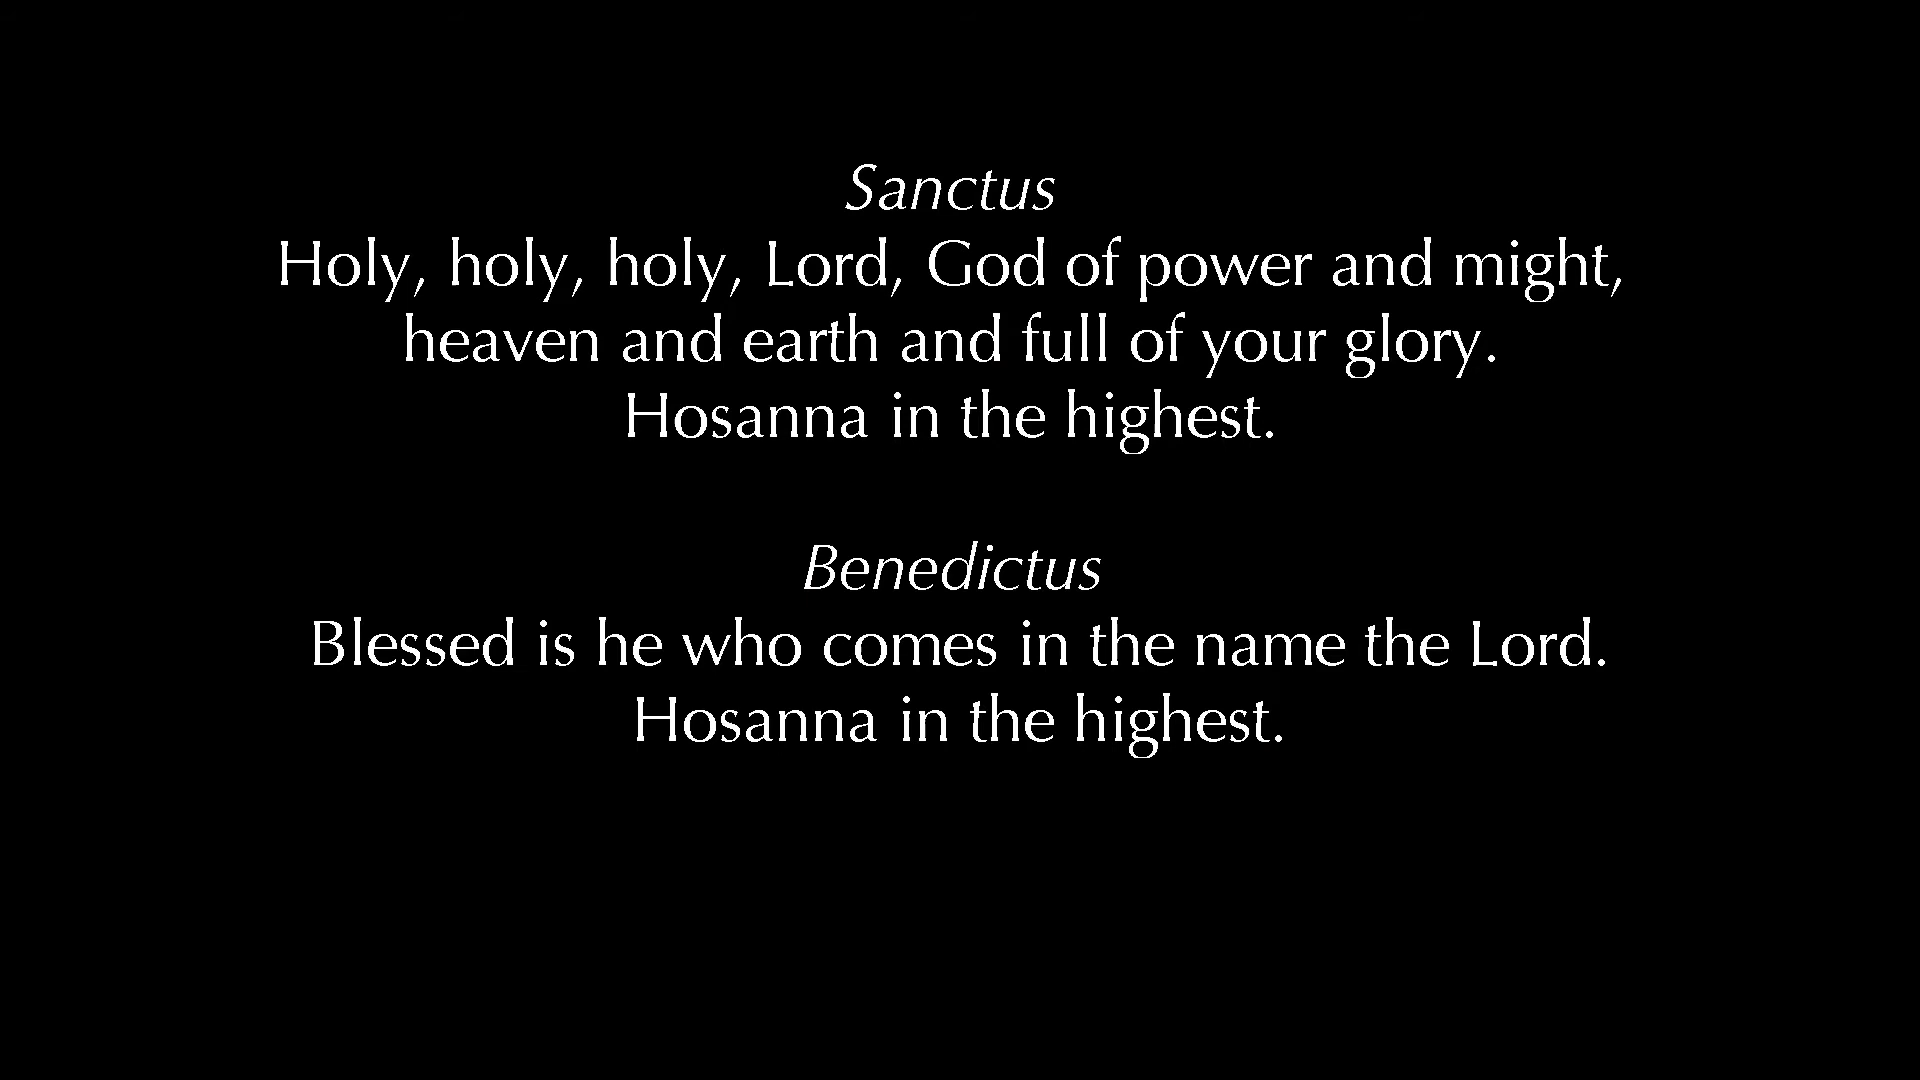 Sanctus
Holy, holy, holy, Lord, God of power and might,
heaven and earth and full of your glory.
Hosanna in the highest.
Benedictus
Blessed is he who comes in the name the Lord.
Hosanna in the highest.